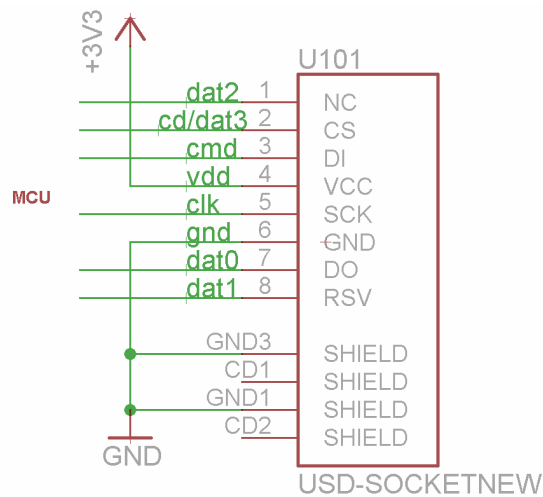 +3V3
U101
dat2 1 NC
cd/dat3 2 CS
cmd 3 DI
vdd 4 VCC
MCU
clk 5 SCK
gnd 6 GND
dat0 7 DO
dat1 8 RSV
GND3 SHIELD
CD1 SHIELD
GND1 SHIELD
CD2 SHIELD
GND
USD-SOCKETNEW